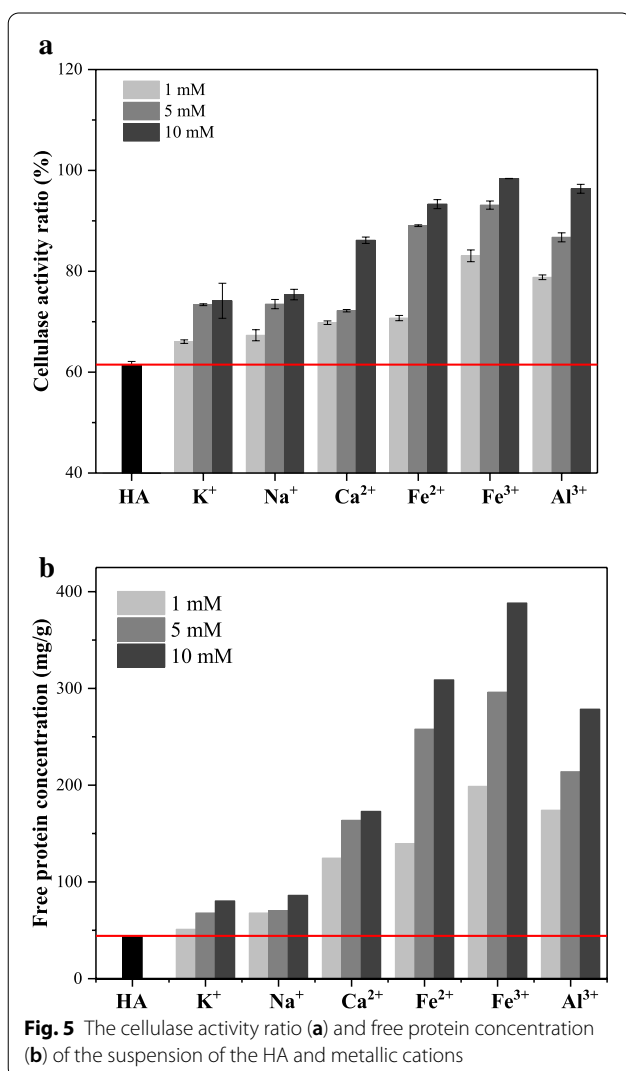 a
120
100
80
60
40
Cellulase activity ratio (%)
1 mM
5 mM
10 mM
HA K⁺ Na⁺ Ca²⁺ Fe²⁺ Fe³⁺ Al³⁺
b
400
300
200
100
0
Free protein concentration (mg/g)
1 mM
5 mM
10 mM
HA K⁺ Na⁺ Ca²⁺ Fe²⁺ Fe³⁺ Al³⁺
Fig. 5 The cellulase activity ratio (a) and free protein concentration
(b) of the suspension of the HA and metallic cations